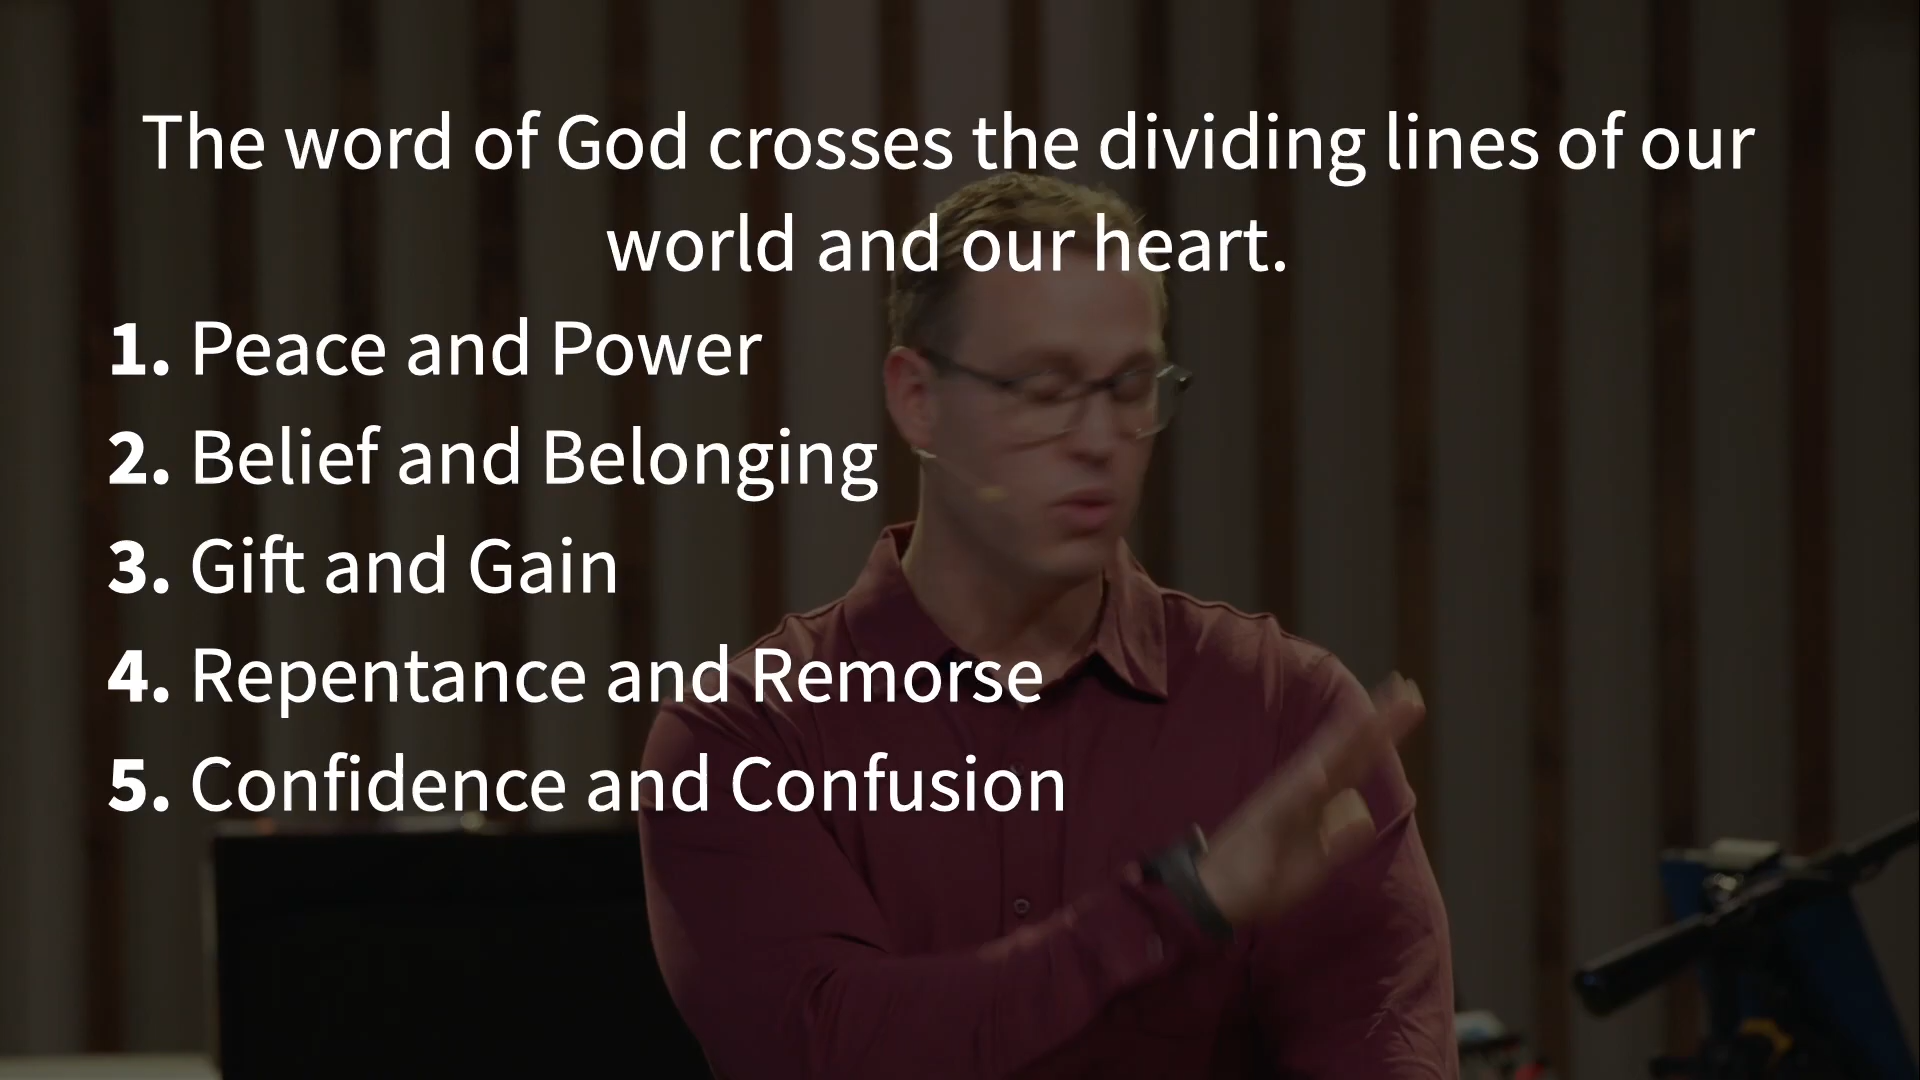 The word of God crosses the dividing lines of our
world and our heart.
1. Peace and Power
2. Belief and Belonging
3. Gift and Gain
4. Repentance and Remorse
5. Confidence and Confusion